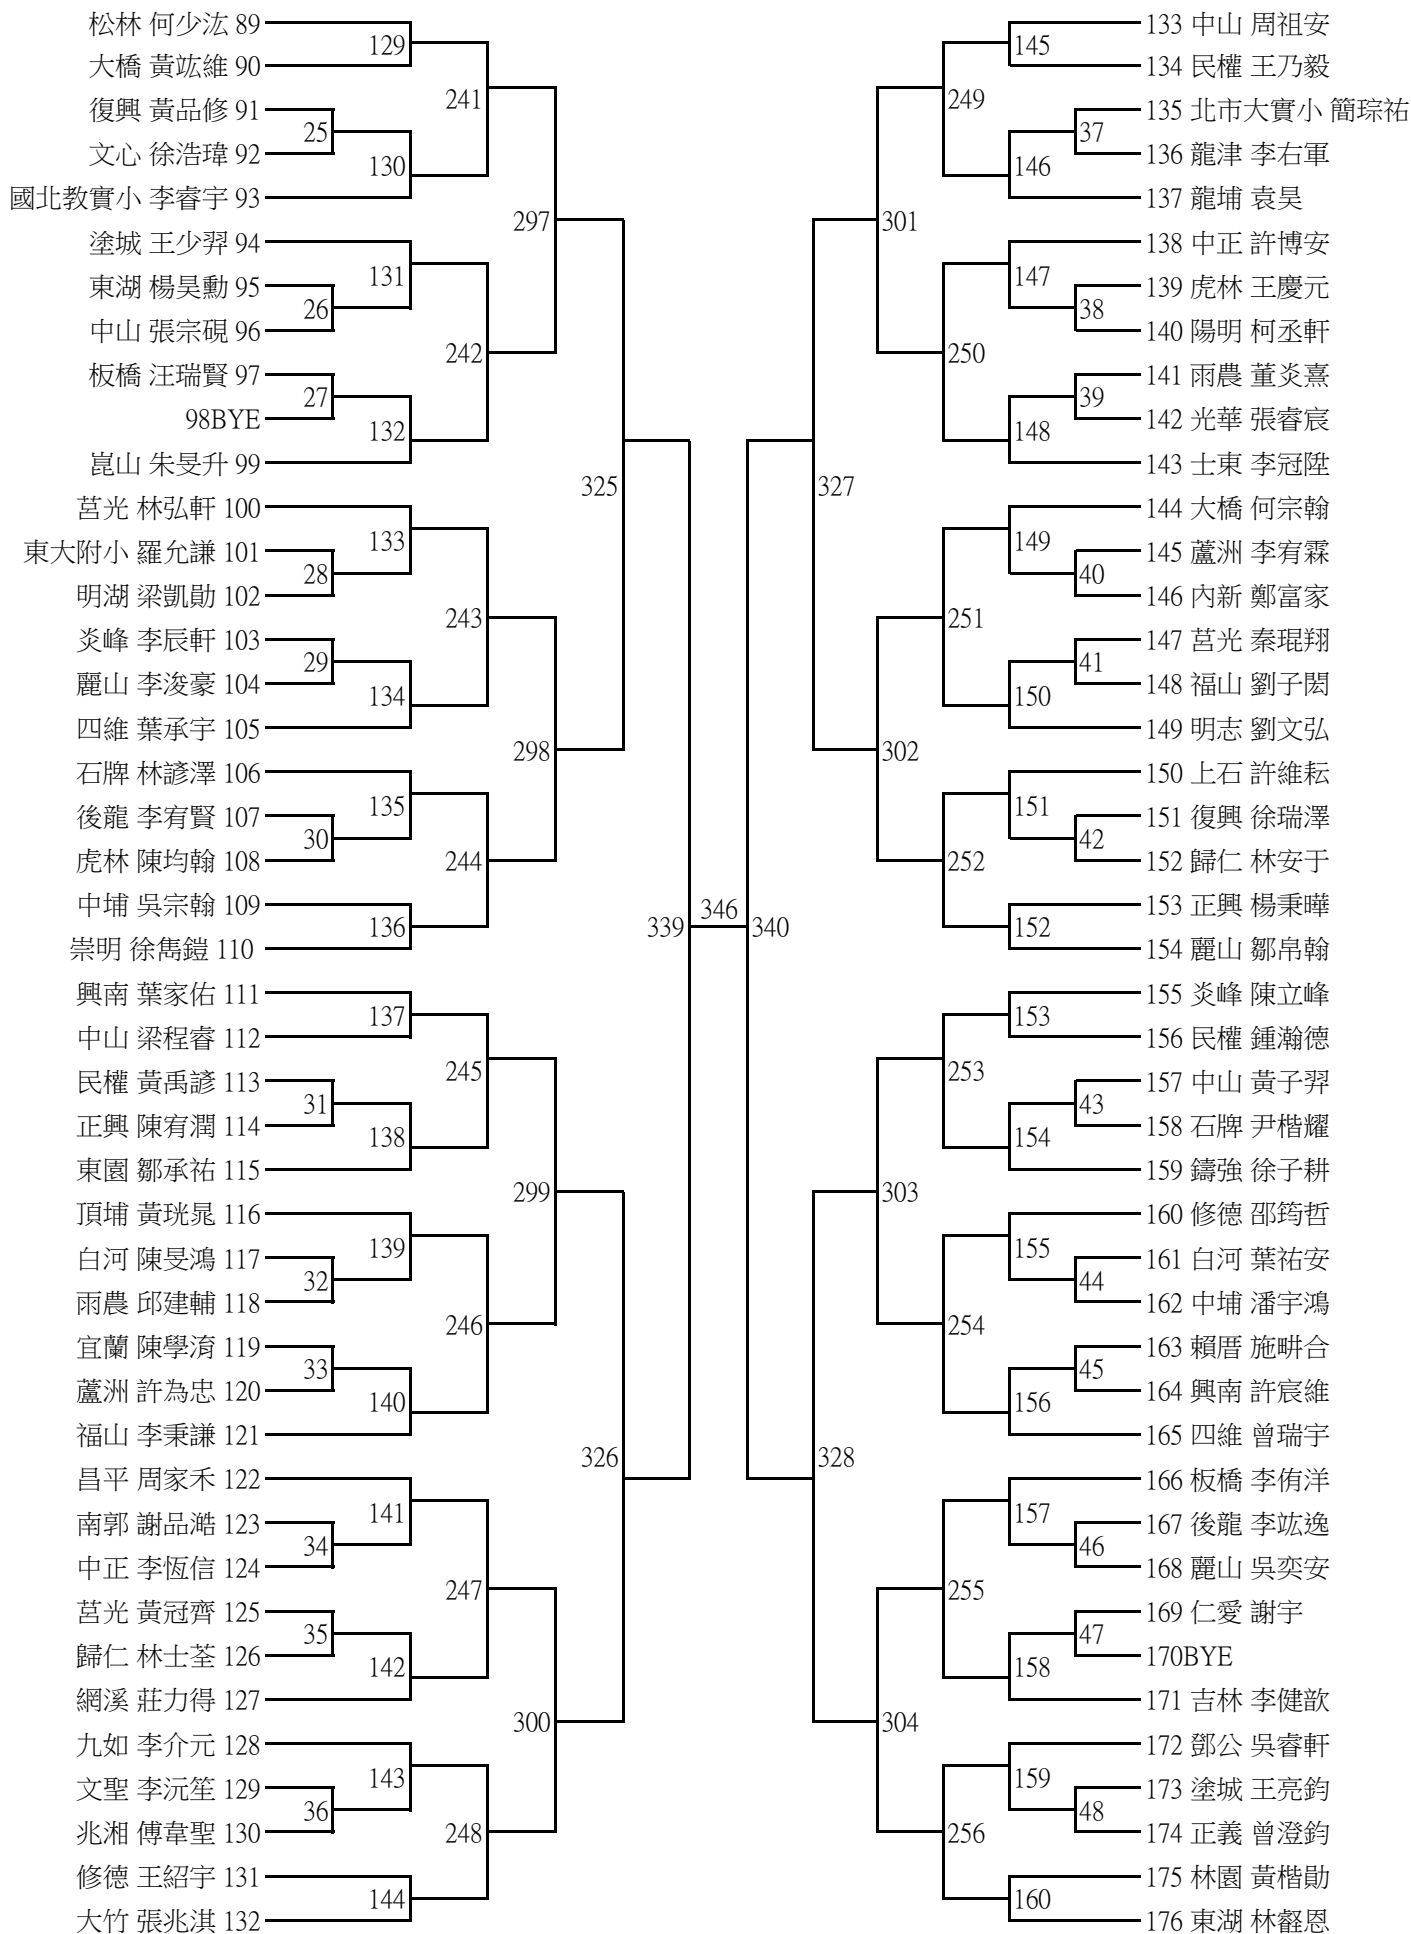 松林 何少汯 89
129
大橋 黃竑維 90
241
復興 黃品修 91
25
文心 徐浩瑋 92
130
國北教實小 李睿宇 93
297
塗城 王少羿 94
131
東湖 楊昊勳 95
26
中山 張宗硯 96
242
板橋 汪瑞賢 97
27
98BYE
132
崑山 朱旻升 99
325
莒光 林弘軒 100
133
東大附小 羅允謙 101
28
明湖 梁凱勛 102
243
炎峰 李辰軒 103
29
麗山 李浚豪 104
134
四維 葉承宇 105
298
石牌 林諺澤 106
135
後龍 李宥賢 107
30
虎林 陳均翰 108
244
中埔 吳宗翰 109
136
崇明 徐雋鎧 110
339
興南 葉家佑 111
137
中山 梁程睿 112
245
民權 黃禹諺 113
31
正興 陳宥潤 114
138
東園 鄒承祐 115
299
頂埔 黃珖晁 116
139
白河 陳旻鴻 117
32
雨農 邱建輔 118
246
宜蘭 陳學淯 119
33
蘆洲 許為忠 120
140
福山 李秉謙 121
326
昌平 周家禾 122
141
南郭 謝品澔 123
34
中正 李恆信 124
247
莒光 黃冠齊 125
35
歸仁 林士荃 126
142
網溪 莊力得 127
300
九如 李介元 128
143
文聖 李沅笙 129
36
兆湘 傅韋聖 130
248
修德 王紹宇 131
144
大竹 張兆淇 132
346
133 中山 周祖安
145
134 民權 王乃毅
249
135 北市大實小 簡琮祐
37
136 龍津 李右軍
146
137 龍埔 袁昊
301
138 中正 許博安
147
139 虎林 王慶元
38
140 陽明 柯丞軒
250
141 雨農 董炎熹
39
142 光華 張睿宸
148
143 士東 李冠陞
327
144 大橋 何宗翰
149
145 蘆洲 李宥霖
40
146 內新 鄭富家
251
147 莒光 秦琨翔
41
148 福山 劉子閎
150
149 明志 劉文弘
302
150 上石 許維耘
151
151 復興 徐瑞澤
42
152 歸仁 林安于
252
153 正興 楊秉曄
152
154 麗山 鄒帛翰
340
155 炎峰 陳立峰
153
156 民權 鍾瀚德
253
157 中山 黃子羿
43
158 石牌 尹楷耀
154
159 鑄強 徐子耕
303
160 修德 邵筠哲
155
161 白河 葉祐安
44
162 中埔 潘宇鴻
254
163 賴厝 施畊合
45
164 興南 許宸維
156
165 四維 曾瑞宇
328
166 板橋 李侑洋
157
167 後龍 李竑逸
46
168 麗山 吳奕安
255
169 仁愛 謝宇
47
170BYE
158
171 吉林 李健歆
304
172 鄧公 吳睿軒
159
173 塗城 王亮鈞
48
174 正義 曾澄鈞
256
175 林園 黃楷勛
160
176 東湖 林叡恩